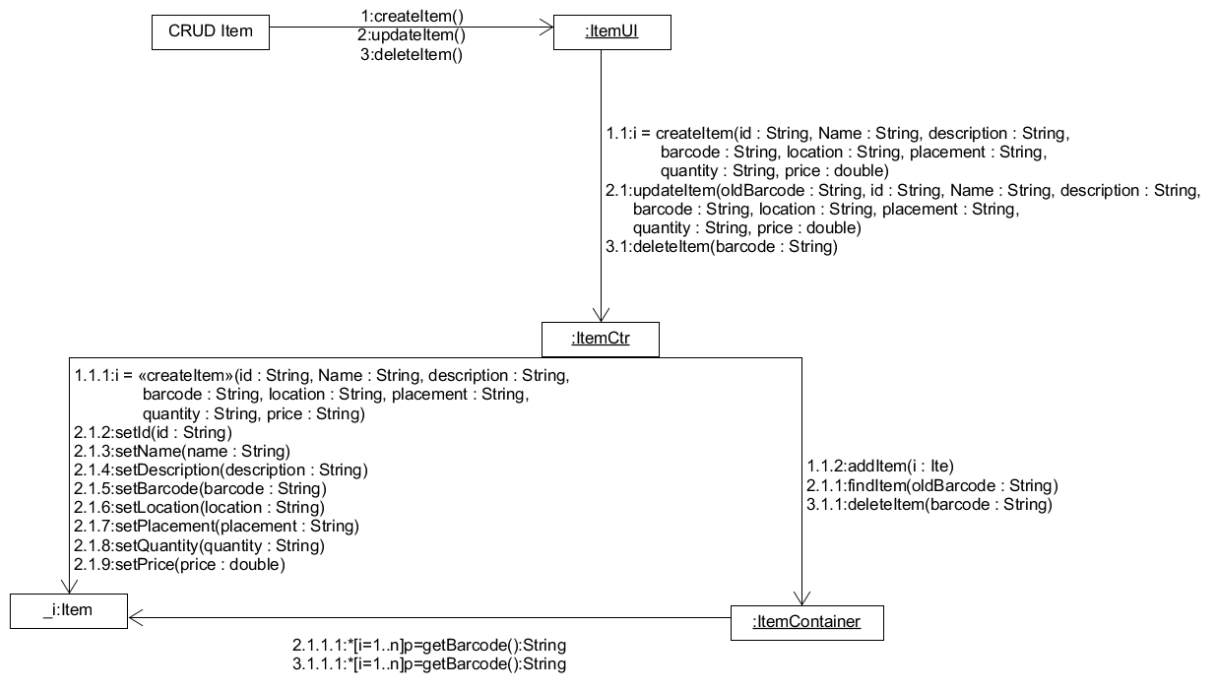 CRUD Item
1:createItem()
2:updateItem()
3:deleteItem()
:ItemUI
1.1:i = createItem(id : String, Name : String, description : String,
barcode : String, location : String, placement : String,
quantity : String, price : double)
2.1:updateItem(oldBarcode : String, id : String, Name : String, description : String,
barcode : String, location : String, placement : String,
quantity : String, price : double)
3.1:deleteItem(barcode : String)
:ItemCtr
1.1.1:i = «createItem»(id : String, Name : String, description : String,
barcode : String, location : String, placement : String,
quantity : String, price : String)
2.1.2:setId(id : String)
2.1.3:setName(name : String)
2.1.4:setDescription(description : String)
2.1.5:setBarcode(barcode : String)
2.1.6:setLocation(location : String)
2.1.7:setPlacement(placement : String)
2.1.8:setQuantity(quantity : String)
2.1.9:setPrice(price : double)
1.1.2:addItem(i : Ite)
2.1.1:findItem(oldBarcode : String)
3.1.1:deleteItem(barcode : String)
_i:Item
:ItemContainer
2.1.1.1:*[i=1..n]p=getBarcode():String
3.1.1.1:*[i=1..n]p=getBarcode():String